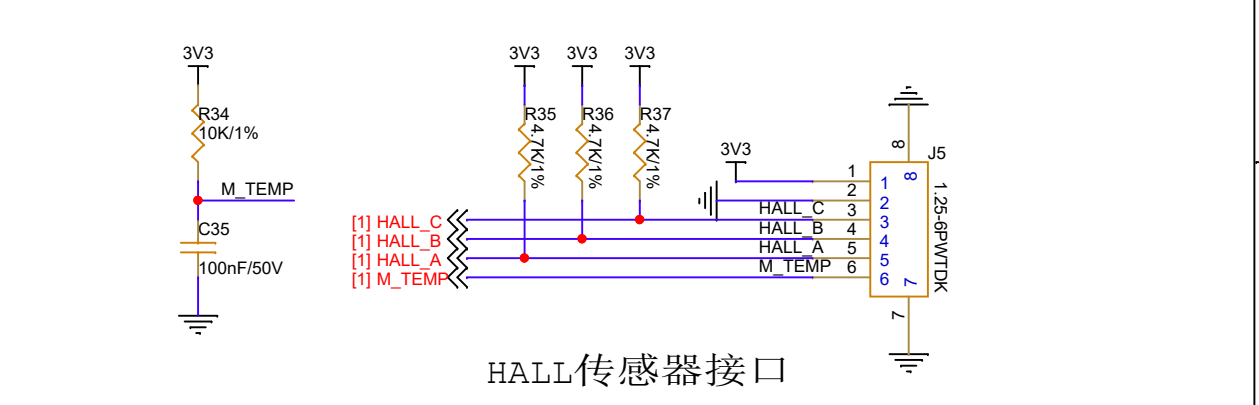 3V3
R34
10K/1%
M_TEMP
C35
100nF/50V
3V3
3V3
3V3
R35
4.7K/1%
R36
4.7K/1%
R37
4.7K/1%
[1] HALL_C
[1] HALL_B
[1] HALL_A
[1] M_TEMP
3V3
HALL_C
HALL_B
HALL_A
M_TEMP
1
2
3
4
5
6
8
7
1
2
3
4
5
6
8
7
J5
1.25-6PWTDK
HALL传感器接口